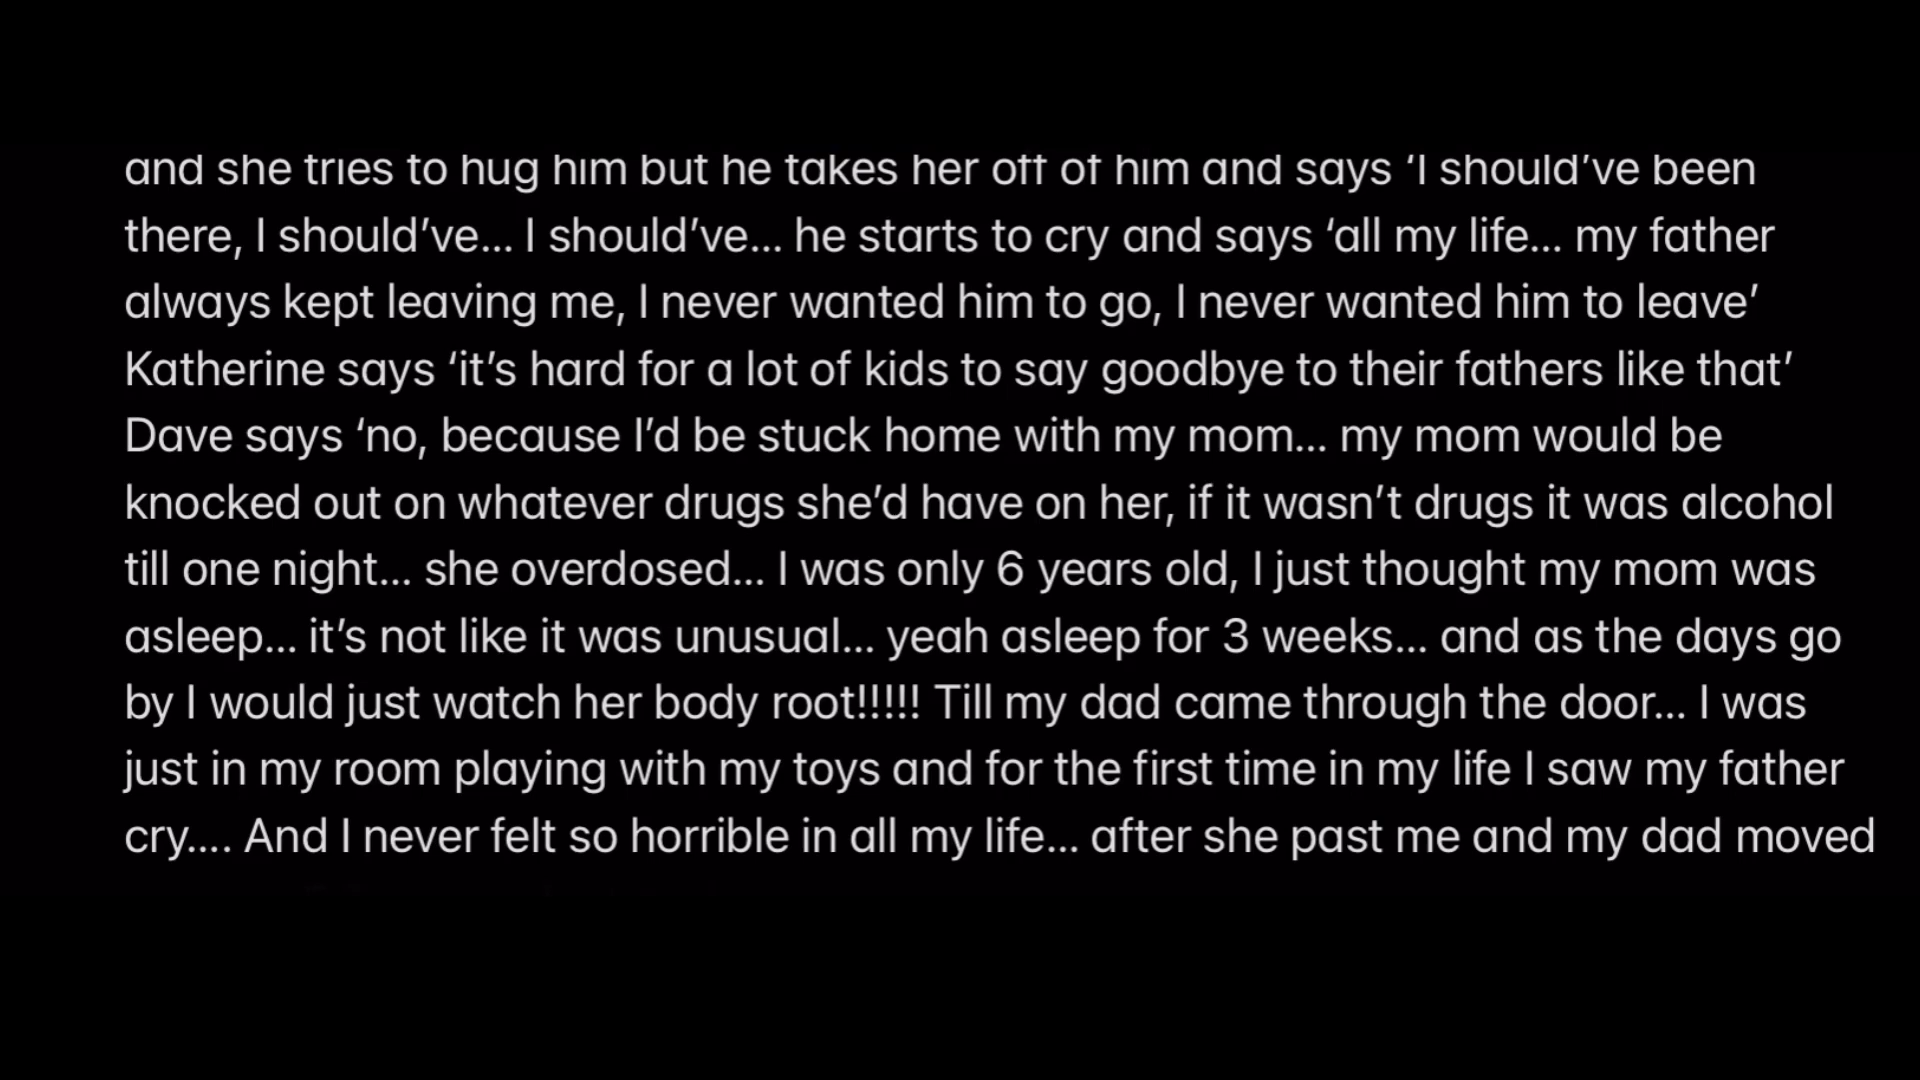 and she tries to hug him but he takes her off of him and says ‘I should’ve been
there, I should’ve... I should’ve... he starts to cry and says ‘all my life... my father
always kept leaving me, I never wanted him to go, I never wanted him to leave’
Katherine says ‘it’s hard for a lot of kids to say goodbye to their fathers like that’
Dave says ‘no, because I’d be stuck home with my mom... my mom would be
knocked out on whatever drugs she’d have on her, if it wasn’t drugs it was alcohol
till one night... she overdosed... I was only 6 years old, I just thought my mom was
asleep... it’s not like it was unusual... yeah asleep for 3 weeks... and as the days go
by I would just watch her body root!!!!! Till my dad came through the door... I was
just in my room playing with my toys and for the first time in my life I saw my father
cry.... And I never felt so horrible in all my life... after she past me and my dad moved